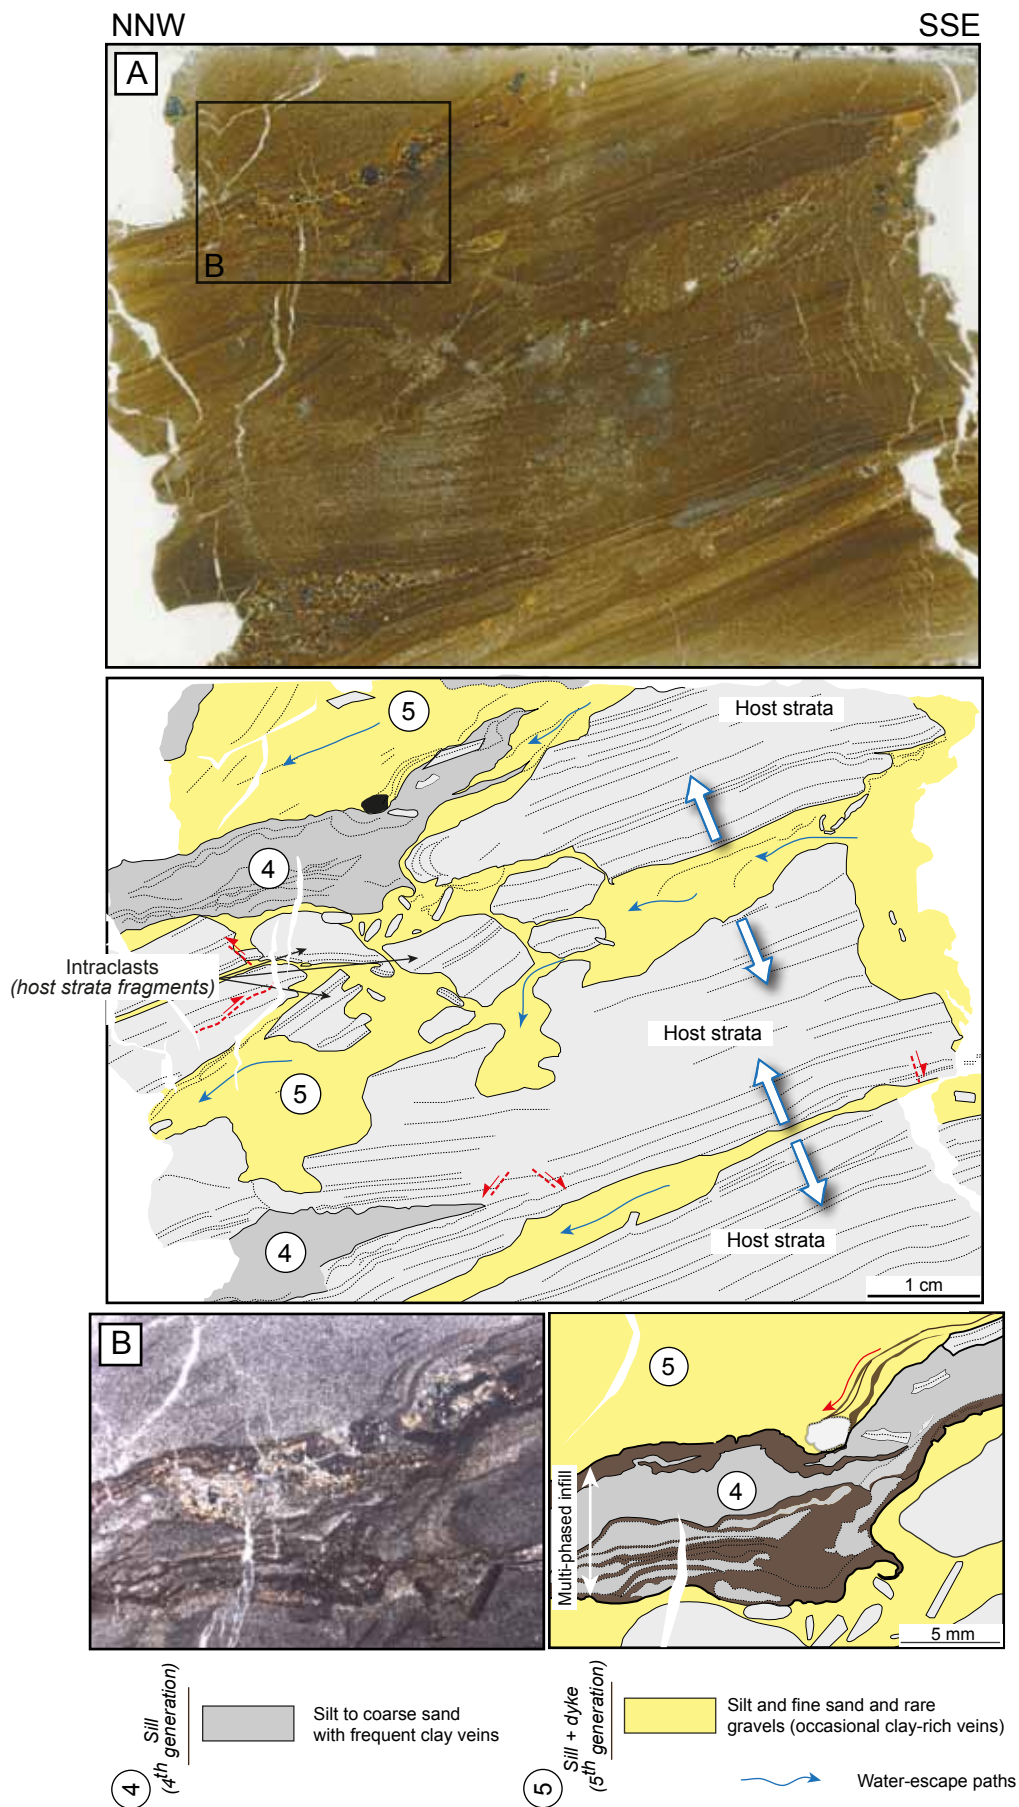 NNW SSE
A
B
5
Host strata
4
Intraclasts
(host strata fragments)
Host strata
5
4
Host strata
1 cm
B
5
4
Multi-phased infill
5 mm
4 Sill
(4th generation)
Silt to coarse sand
with frequent clay veins
5 Sill + dyke
(5th generation)
Silt and fine sand and rare
gravels (occasional clay-rich veins)
Water-escape paths